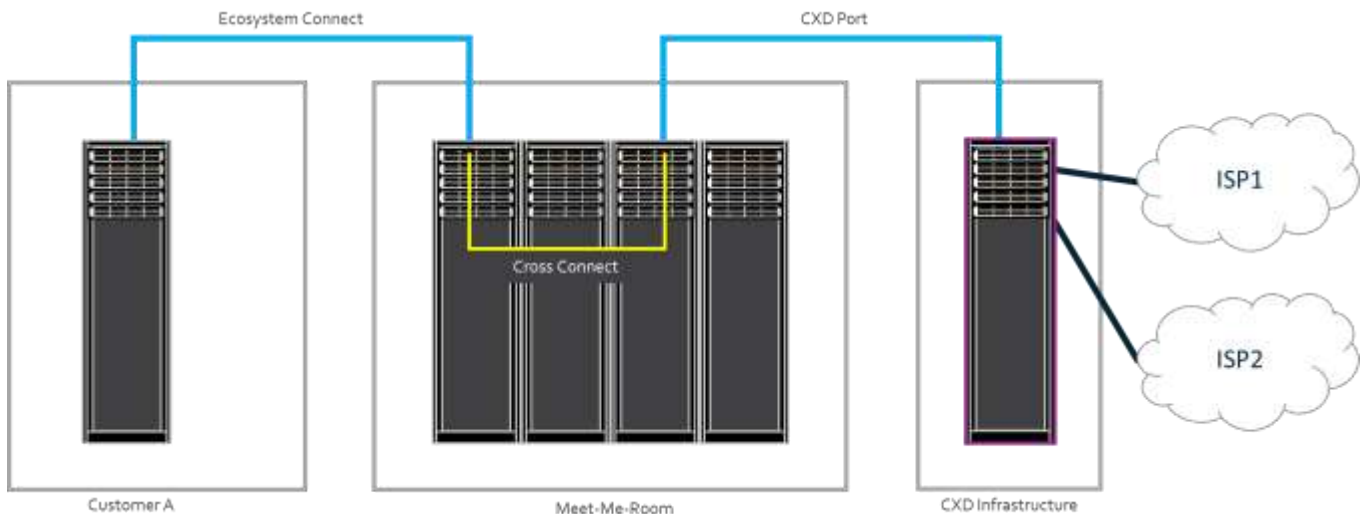 Ecosystem Connect
CXD Port
ISP1
Cross Connect
ISP2
Customer A
Meet-Me-Room
CXD Infrastructure